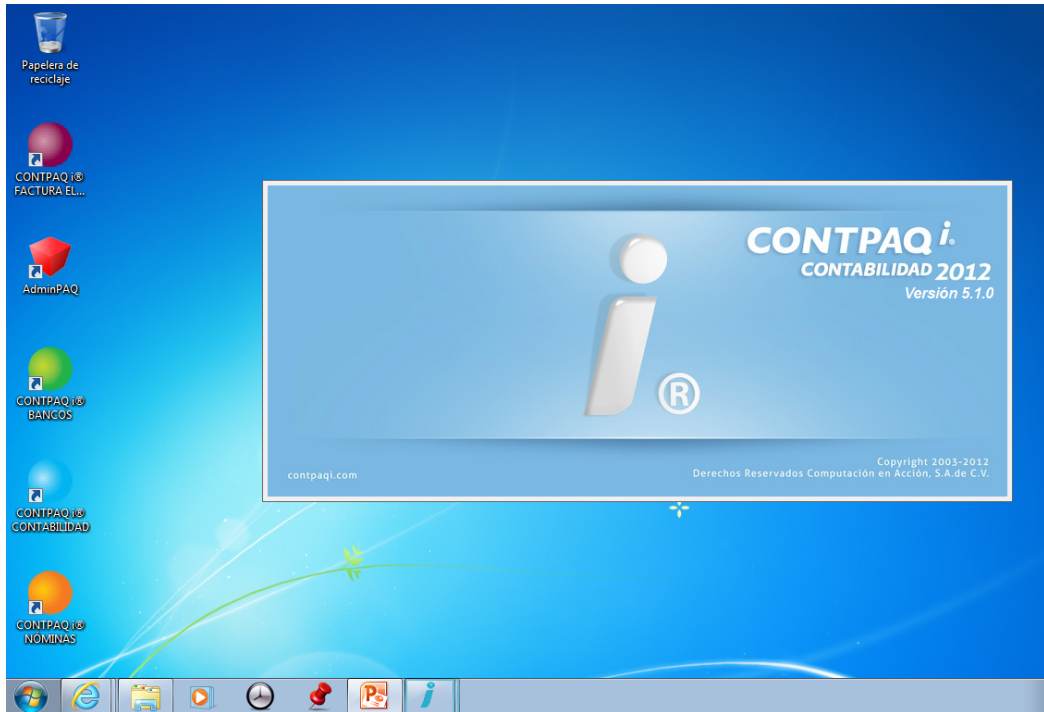 Papelera de
reciclaje
CONTPAQ i®
FACTURA EL...
AdminPAQ
CONTPAQ i®
BANCOS
CONTPAQ i®
CONTABILIDAD
CONTPAQ i®
NÓMINAS
CONTPAQ i®
CONTABILIDAD 2012
Versión 5.1.0
i®
contpaqi.com
Copyright 2003-2012
Derechos Reservados Computación en Acción, S.A.de C.V.